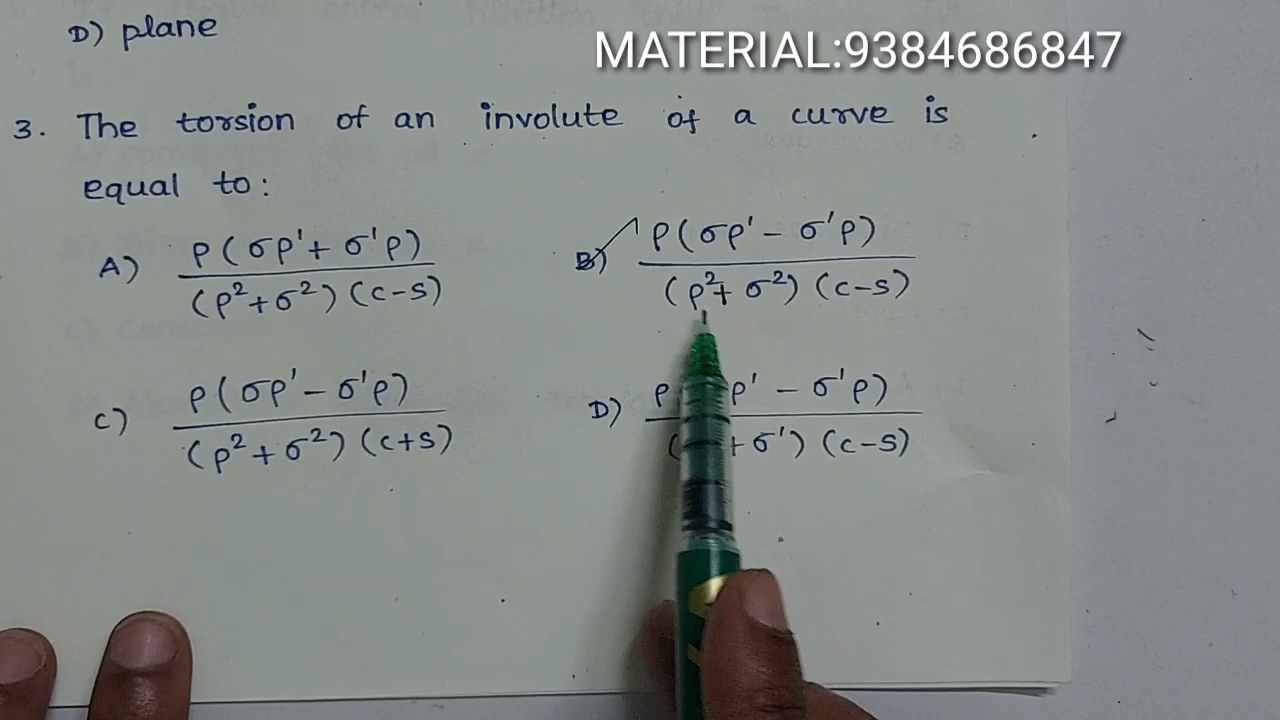 D) plane
MATERIAL:9384686847
3. The torsion of an involute of a curve is
equal to:
A) ρ(σρ'+ σ'ρ) / (ρ²+σ²)(c-s)
B) ρ(σρ' - σ'ρ) / (ρ²+ σ²)(c-s)
C) ρ(σρ' - σ'ρ) / (ρ²+σ²)(c+s)
D) ρ' - σ'ρ) / + σ')(c-s)